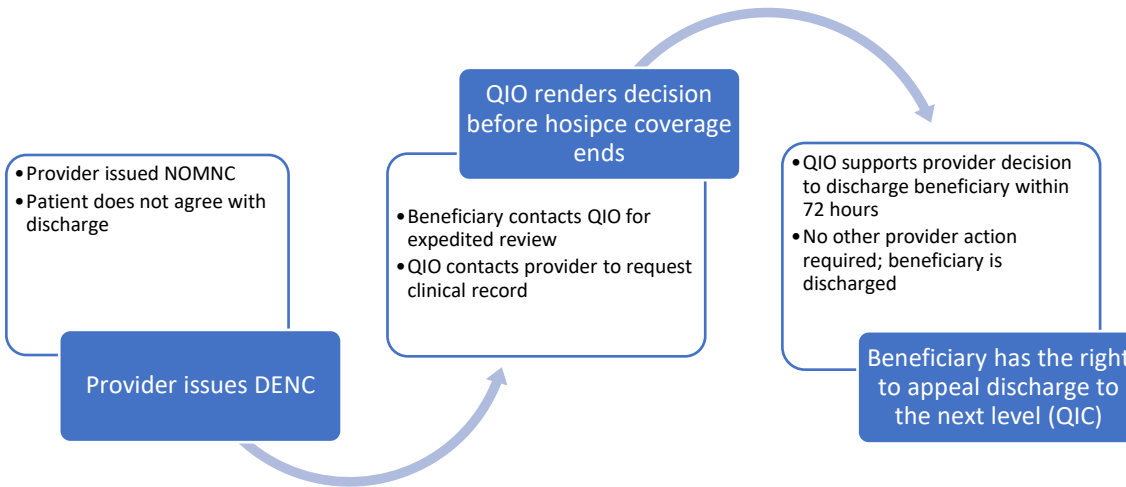 • Provider issued NOMNC
• Patient does not agree with
discharge
Provider issues DENC
QIO renders decision
before hosipce coverage
ends
• Beneficiary contacts QIO for
expedited review
• QIO contacts provider to request
clinical record
• QIO supports provider decision
to discharge beneficiary within
72 hours
• No other provider action
required; beneficiary is
discharged
Beneficiary has the right
to appeal discharge to
the next level (QIC)